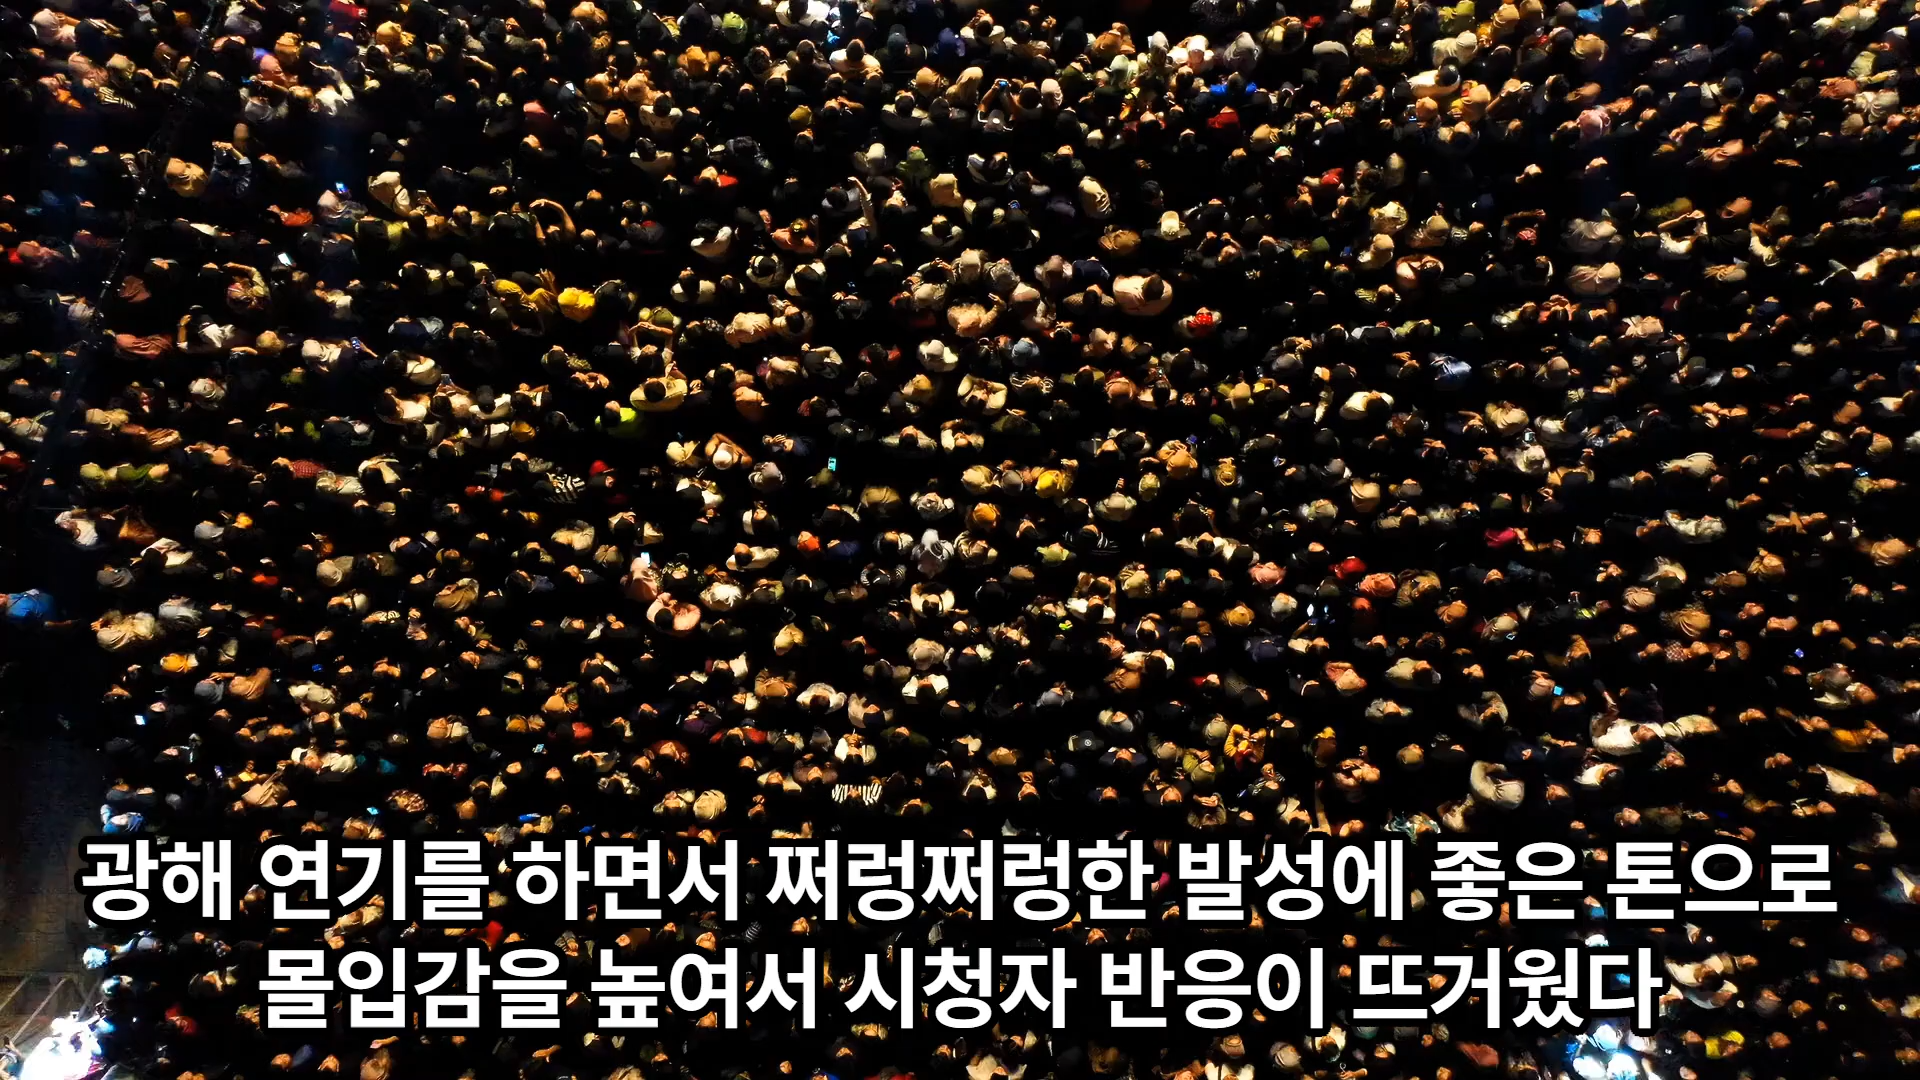 광해 연기를 하면서 쩌렁쩌렁한 발성에 좋은 톤으로
몰입감을 높여서 시청자 반응이 뜨거웠다